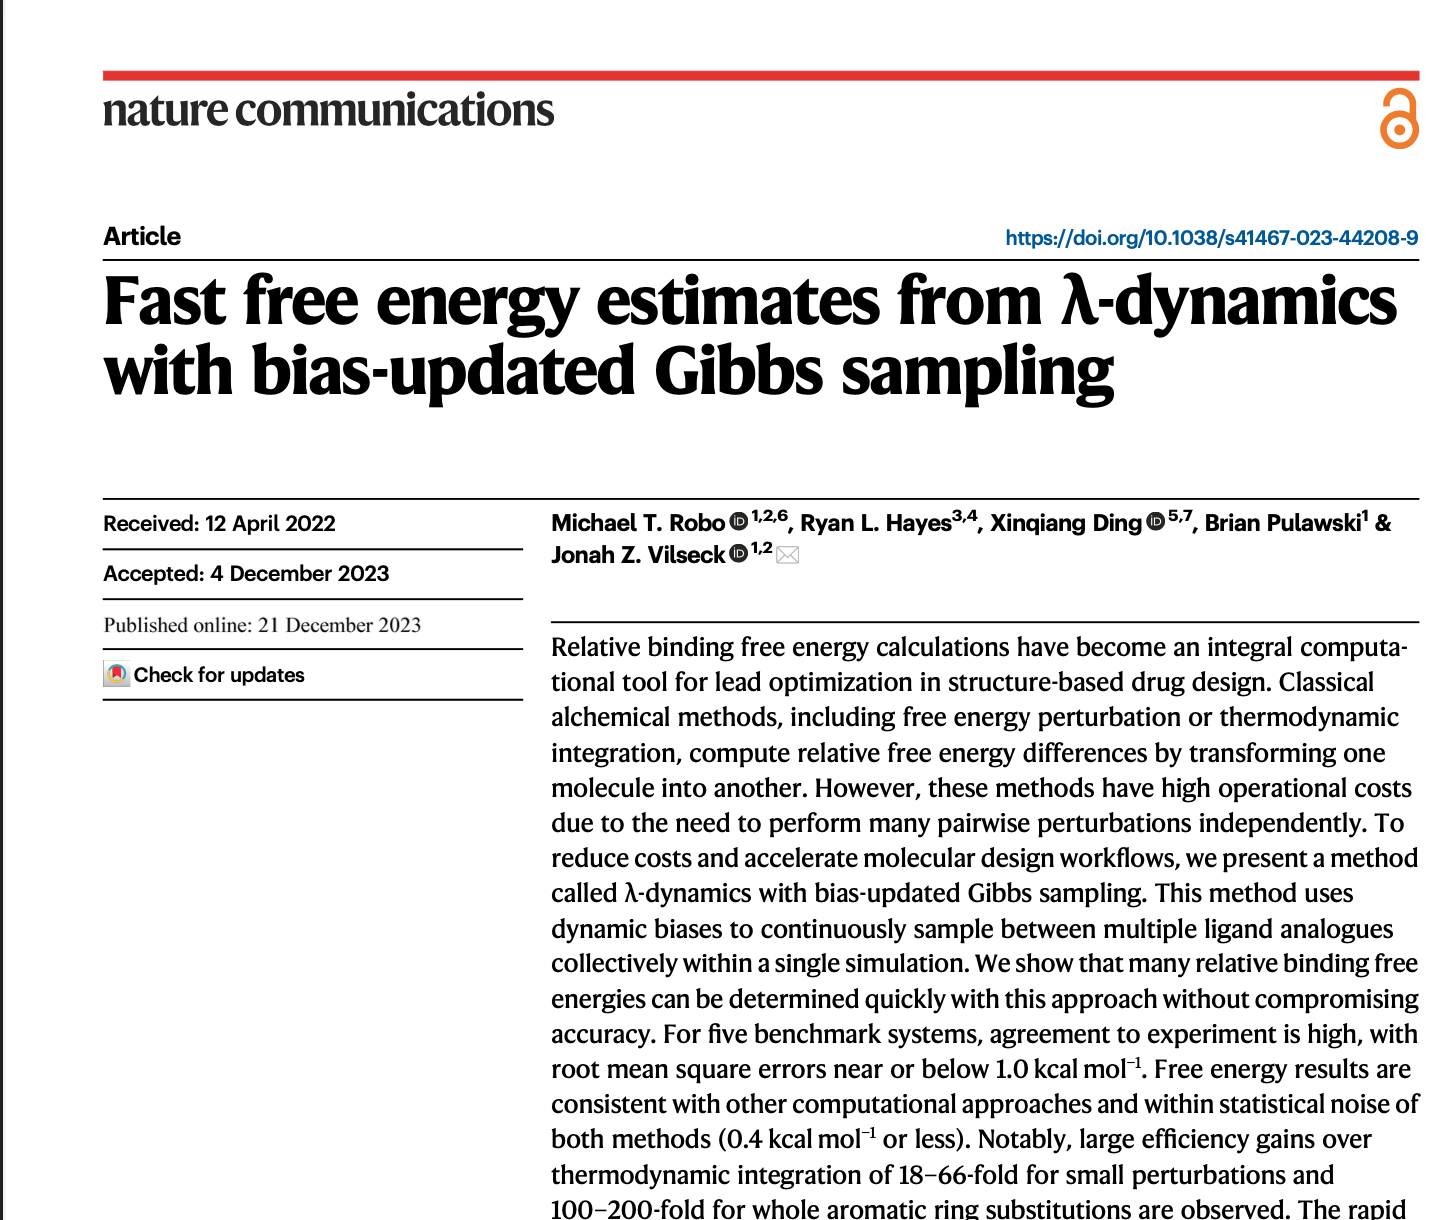 nature communications
Article
https://doi.org/10.1038/s41467-023-44208-9
Fast free energy estimates from λ-dynamics
with bias-updated Gibbs sampling
Received: 12 April 2022
Accepted: 4 December 2023
Published online: 21 December 2023
Check for updates
Michael T. Robo iD 1,2,6, Ryan L. Hayes3,4, Xinqiang Ding iD 5,7, Brian Pulawski1 &
Jonah Z. Vilseck iD 1,2
Relative binding free energy calculations have become an integral computa-
tional tool for lead optimization in structure-based drug design. Classical
alchemical methods, including free energy perturbation or thermodynamic
integration, compute relative free energy differences by transforming one
molecule into another. However, these methods have high operational costs
due to the need to perform many pairwise perturbations independently. To
reduce costs and accelerate molecular design workflows, we present a method
called λ-dynamics with bias-updated Gibbs sampling. This method uses
dynamic biases to continuously sample between multiple ligand analogues
collectively within a single simulation. We show that many relative binding free
energies can be determined quickly with this approach without compromising
accuracy. For five benchmark systems, agreement to experiment is high, with
root mean square errors near or below 1.0 kcal mol⁻¹. Free energy results are
consistent with other computational approaches and within statistical noise of
both methods (0.4 kcal mol⁻¹ or less). Notably, large efficiency gains over
thermodynamic integration of 18–66-fold for small perturbations and
100–200-fold for whole aromatic ring substitutions are observed. The rapid